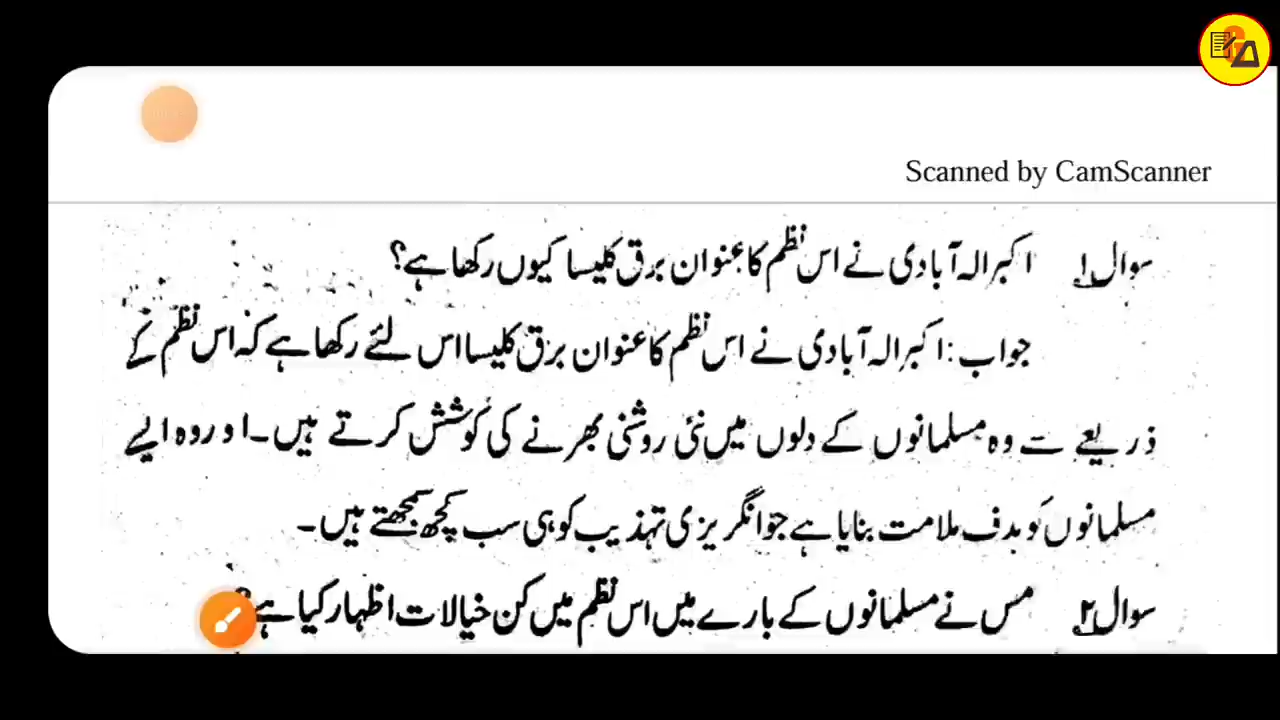 Scanned by CamScanner
سوال ۱ اکبر الہ آبادی نے اس نظم کا عنوان برق کلیسا کیوں رکھا ہے؟
جواب : اکبر الہ آبادی نے اس نظم کا عنوان برق کلیسا اس لئے رکھا ہے کہ اس نظم کے
ذریعے سے وہ مسلمانوں کے دلوں میں نئی روشنی بھرنے کی کوشش کرتے ہیں۔ اور وہ ایسے
مسلمانوں کو ہدف ملامت بنایا ہے جو انگریزی تہذیب کو ہی سب کچھ سمجھتے ہیں۔
سوال ۲ مس نے مسلمانوں کے بارے میں اس نظم میں کن خیالات اظہار کیا ہے؟